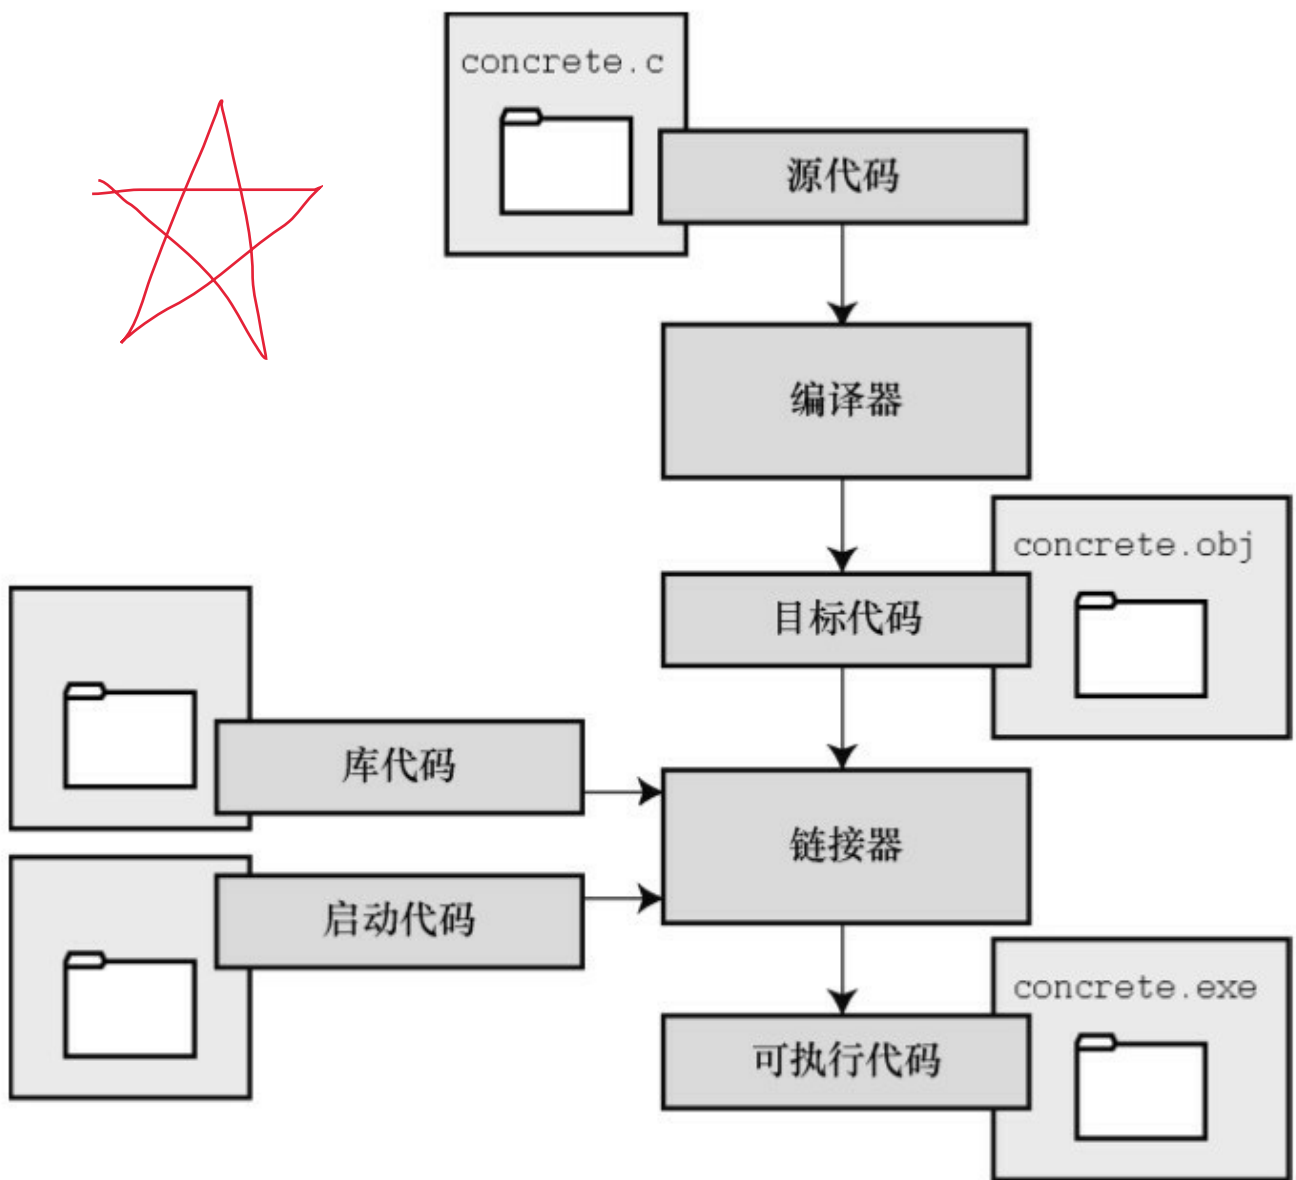 concrete.c
源代码
编译器
concrete.obj
目标代码
库代码
链接器
启动代码
concrete.exe
可执行代码